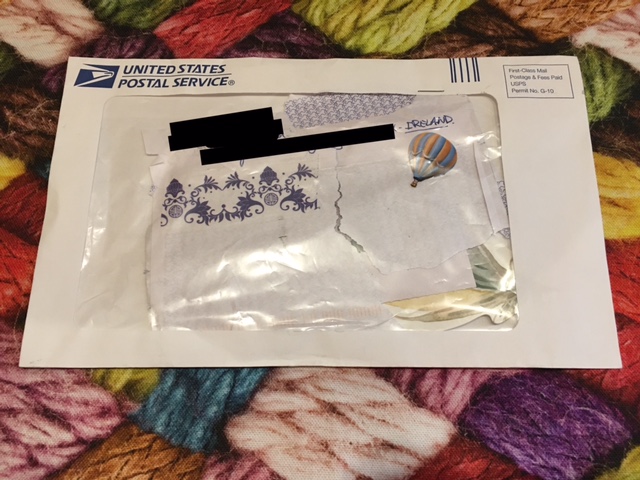 UNITED STATES
POSTAL SERVICE®
First-Class Mail
Postage & Fees Paid
USPS
Permit No. G-10
IRELAND